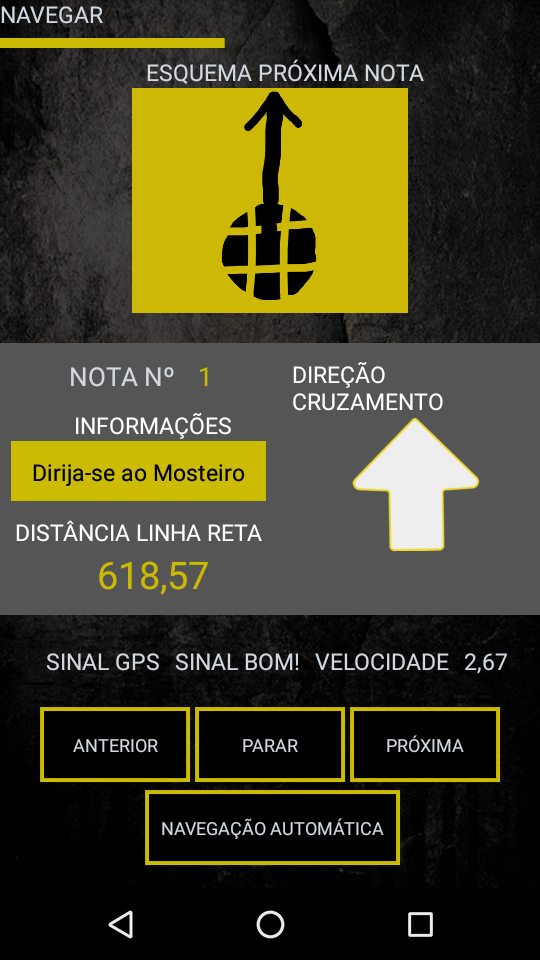 NAVEGAR
ESQUEMA PRÓXIMA NOTA
NOTA Nº 1
INFORMAÇÕES
Dirija-se ao Mosteiro
DISTÂNCIA LINHA RETA
618,57
DIREÇÃO
CRUZAMENTO
SINAL GPS SINAL BOM! VELOCIDADE 2,67
ANTERIOR
PARAR
PRÓXIMA
NAVEGAÇÃO AUTOMÁTICA